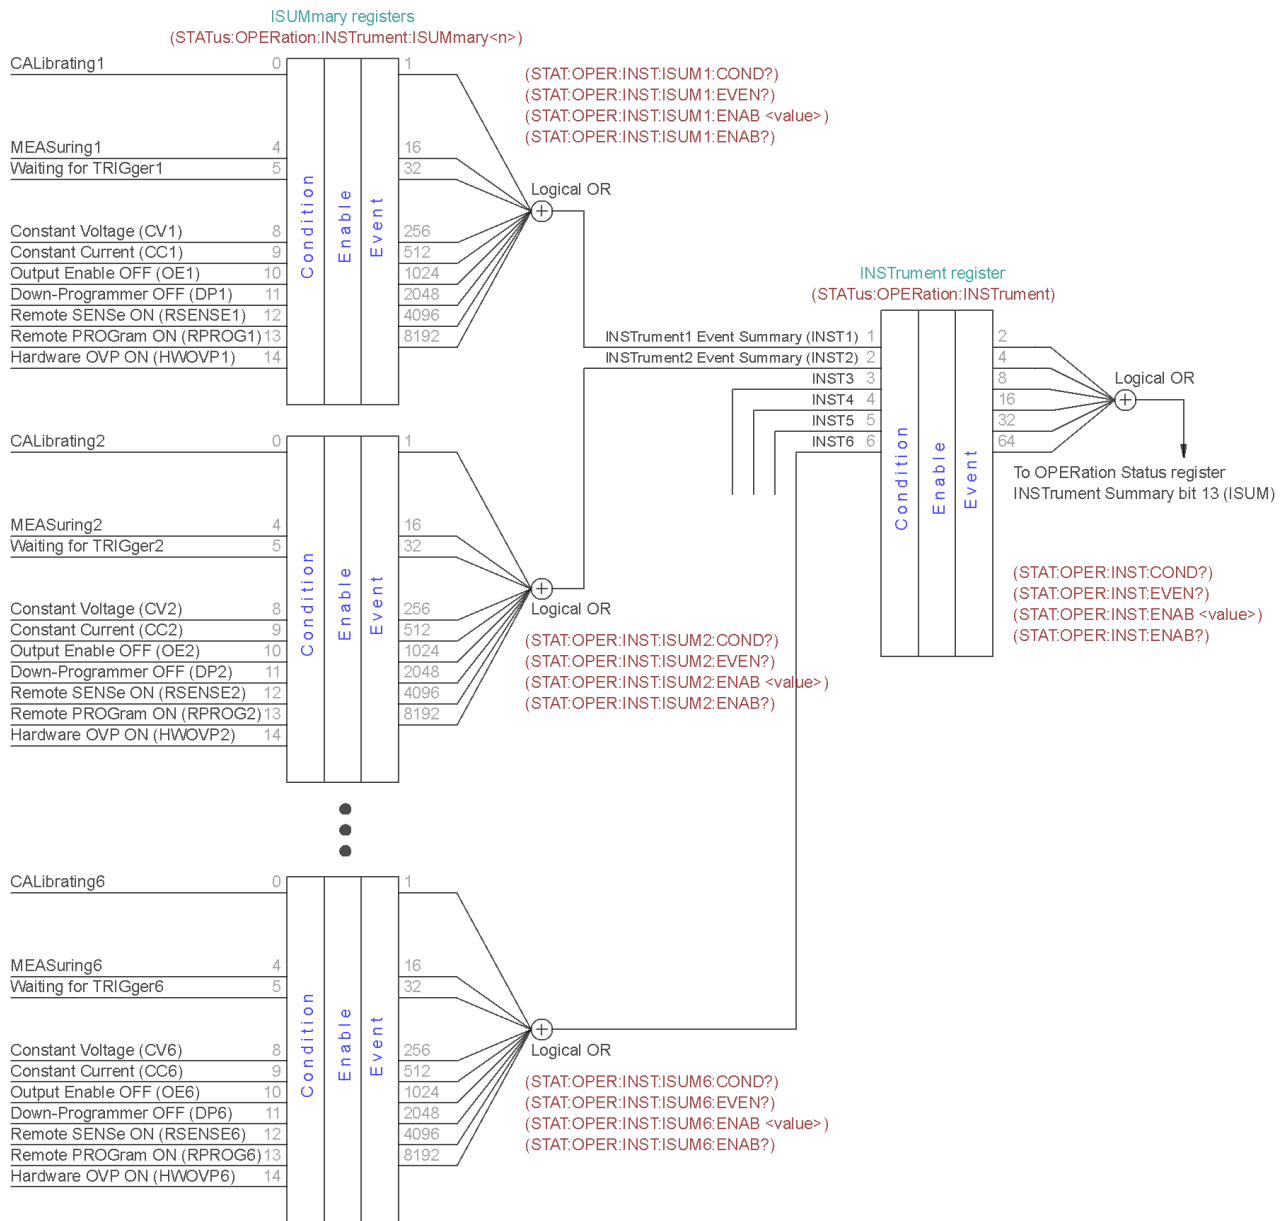 ISUMmary registers
(STATus:OPERation:INSTrument:ISUMmary<n>)
CALibrating1 0 1
(STAT:OPER:INST:ISUM1:COND?)
(STAT:OPER:INST:ISUM1:EVEN?)
(STAT:OPER:INST:ISUM1:ENAB <value>)
(STAT:OPER:INST:ISUM1:ENAB?)
MEASuring1 4 16
Waiting for TRIGger1 5 32
Condition
Enable
Event
Logical OR
Constant Voltage (CV1) 8 256
Constant Current (CC1) 9 512
Output Enable OFF (OE1) 10 1024
Down-Programmer OFF (DP1) 11 2048
Remote SENSe ON (RSENSE1) 12 4096
Remote PROGram ON (RPROG1) 13 8192
Hardware OVP ON (HWOVP1) 14
INSTrument register
(STATus:OPERation:INSTrument)
INSTrument1 Event Summary (INST1) 1 2
INSTrument2 Event Summary (INST2) 2 4
INST3 3 8
INST4 4 16
INST5 5 32
INST6 6 64
Condition
Enable
Event
Logical OR
To OPERation Status register
INSTrument Summary bit 13 (ISUM)
(STAT:OPER:INST:COND?)
(STAT:OPER:INST:EVEN?)
(STAT:OPER:INST:ENAB <value>)
(STAT:OPER:INST:ENAB?)
CALibrating2 0 1
MEASuring2 4 16
Waiting for TRIGger2 5 32
Condition
Enable
Event
Constant Voltage (CV2) 8 256
Constant Current (CC2) 9 512
Output Enable OFF (OE2) 10 1024
Down-Programmer OFF (DP2) 11 2048
Remote SENSe ON (RSENSE2) 12 4096
Remote PROGram ON (RPROG2) 13 8192
Hardware OVP ON (HWOVP2) 14
Logical OR
(STAT:OPER:INST:ISUM2:COND?)
(STAT:OPER:INST:ISUM2:EVEN?)
(STAT:OPER:INST:ISUM2:ENAB <value>)
(STAT:OPER:INST:ISUM2:ENAB?)
CALibrating6 0 1
MEASuring6 4 16
Waiting for TRIGger6 5 32
Condition
Enable
Event
Constant Voltage (CV6) 8 256
Constant Current (CC6) 9 512
Output Enable OFF (OE6) 10 1024
Down-Programmer OFF (DP6) 11 2048
Remote SENSe ON (RSENSE6) 12 4096
Remote PROGram ON (RPROG6) 13 8192
Hardware OVP ON (HWOVP6) 14
Logical OR
(STAT:OPER:INST:ISUM6:COND?)
(STAT:OPER:INST:ISUM6:EVEN?)
(STAT:OPER:INST:ISUM6:ENAB <value>)
(STAT:OPER:INST:ISUM6:ENAB?)